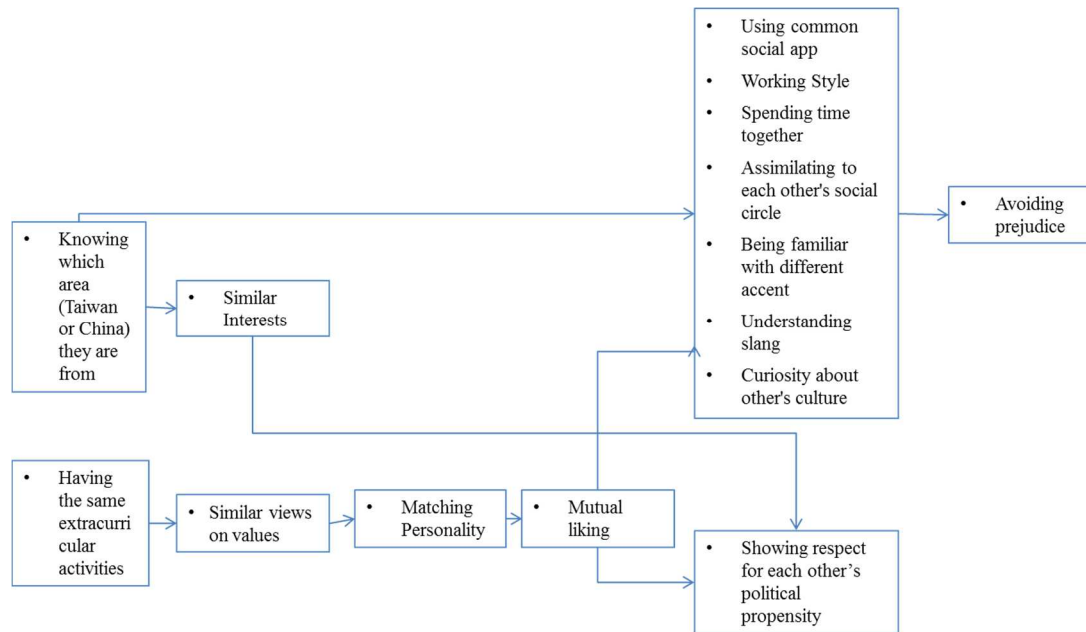 • Using common
social app
• Working Style
• Spending time
together
• Assimilating to
each other's social
circle
• Being familiar
with different
accent
• Understanding
slang
• Curiosity about
other's culture
• Avoiding
prejudice
• Knowing
which
area
(Taiwan
or China)
they are
from
• Similar
Interests
• Having
the same
extracurri
cular
activities
• Similar views
on values
• Matching
Personality
• Mutual
liking
• Showing respect
for each other’s
political
propensity